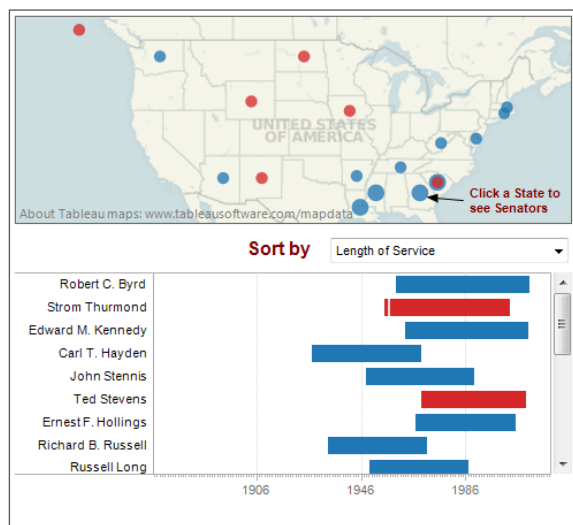 UNITED STATES
OF AMERICA
Click a State to
see Senators
About Tableau maps: www.tableausoftware.com/mapdata
Sort by
Length of Service
Robert C. Byrd
Strom Thurmond
Edward M. Kennedy
Carl T. Hayden
John Stennis
Ted Stevens
Ernest F. Hollings
Richard B. Russell
Russell Long
1906 1946 1986